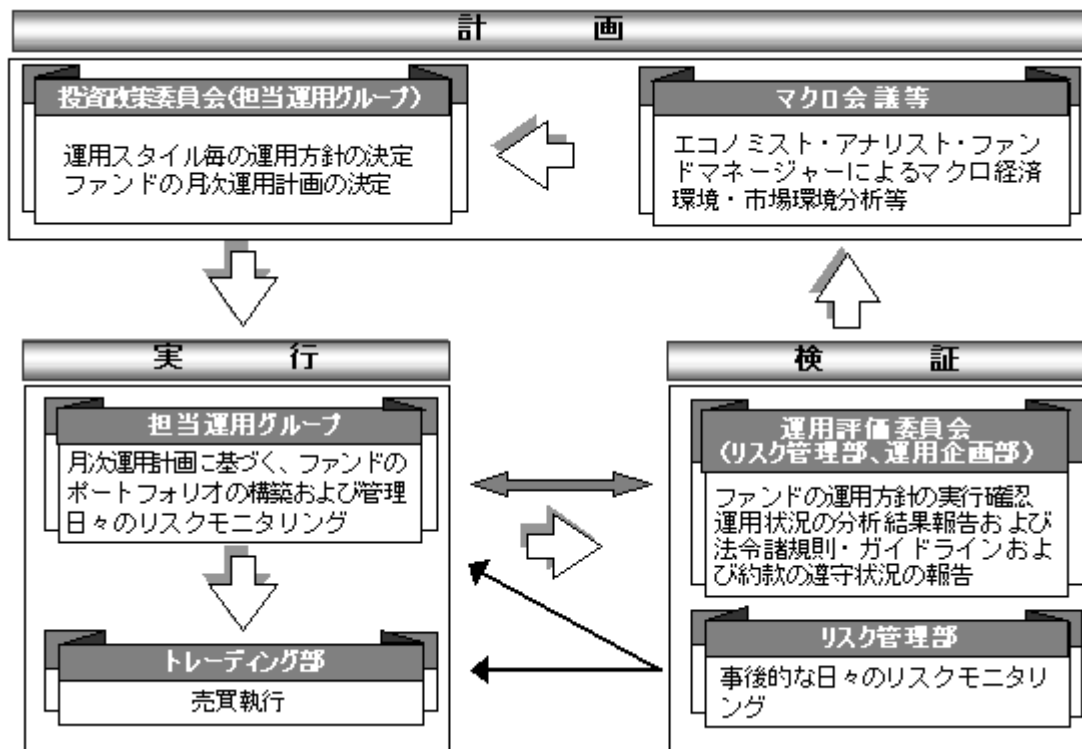 計画
投資政策委員会(担当運用グループ)
運用スタイル毎の運用方針の決定
ファンドの月次運用計画の決定
マクロ会議等
エコノミスト・アナリスト・ファン
ドマネージャーによるマクロ経済
環境・市場環境分析等
実行
担当運用グループ
月次運用計画に基づく、ファンドの
ポートフォリオの構築および管理
日々のリスクモニタリング
トレーディング部
売買執行
検証
運用評価委員会
(リスク管理部、運用企画部)
ファンドの運用方針の実行確認
運用状況の分析結果報告および
法令諸規則・ガイドラインおよ
び約款の遵守状況の報告
リスク管理部
事後的な日々のリスクモニタリ
ング